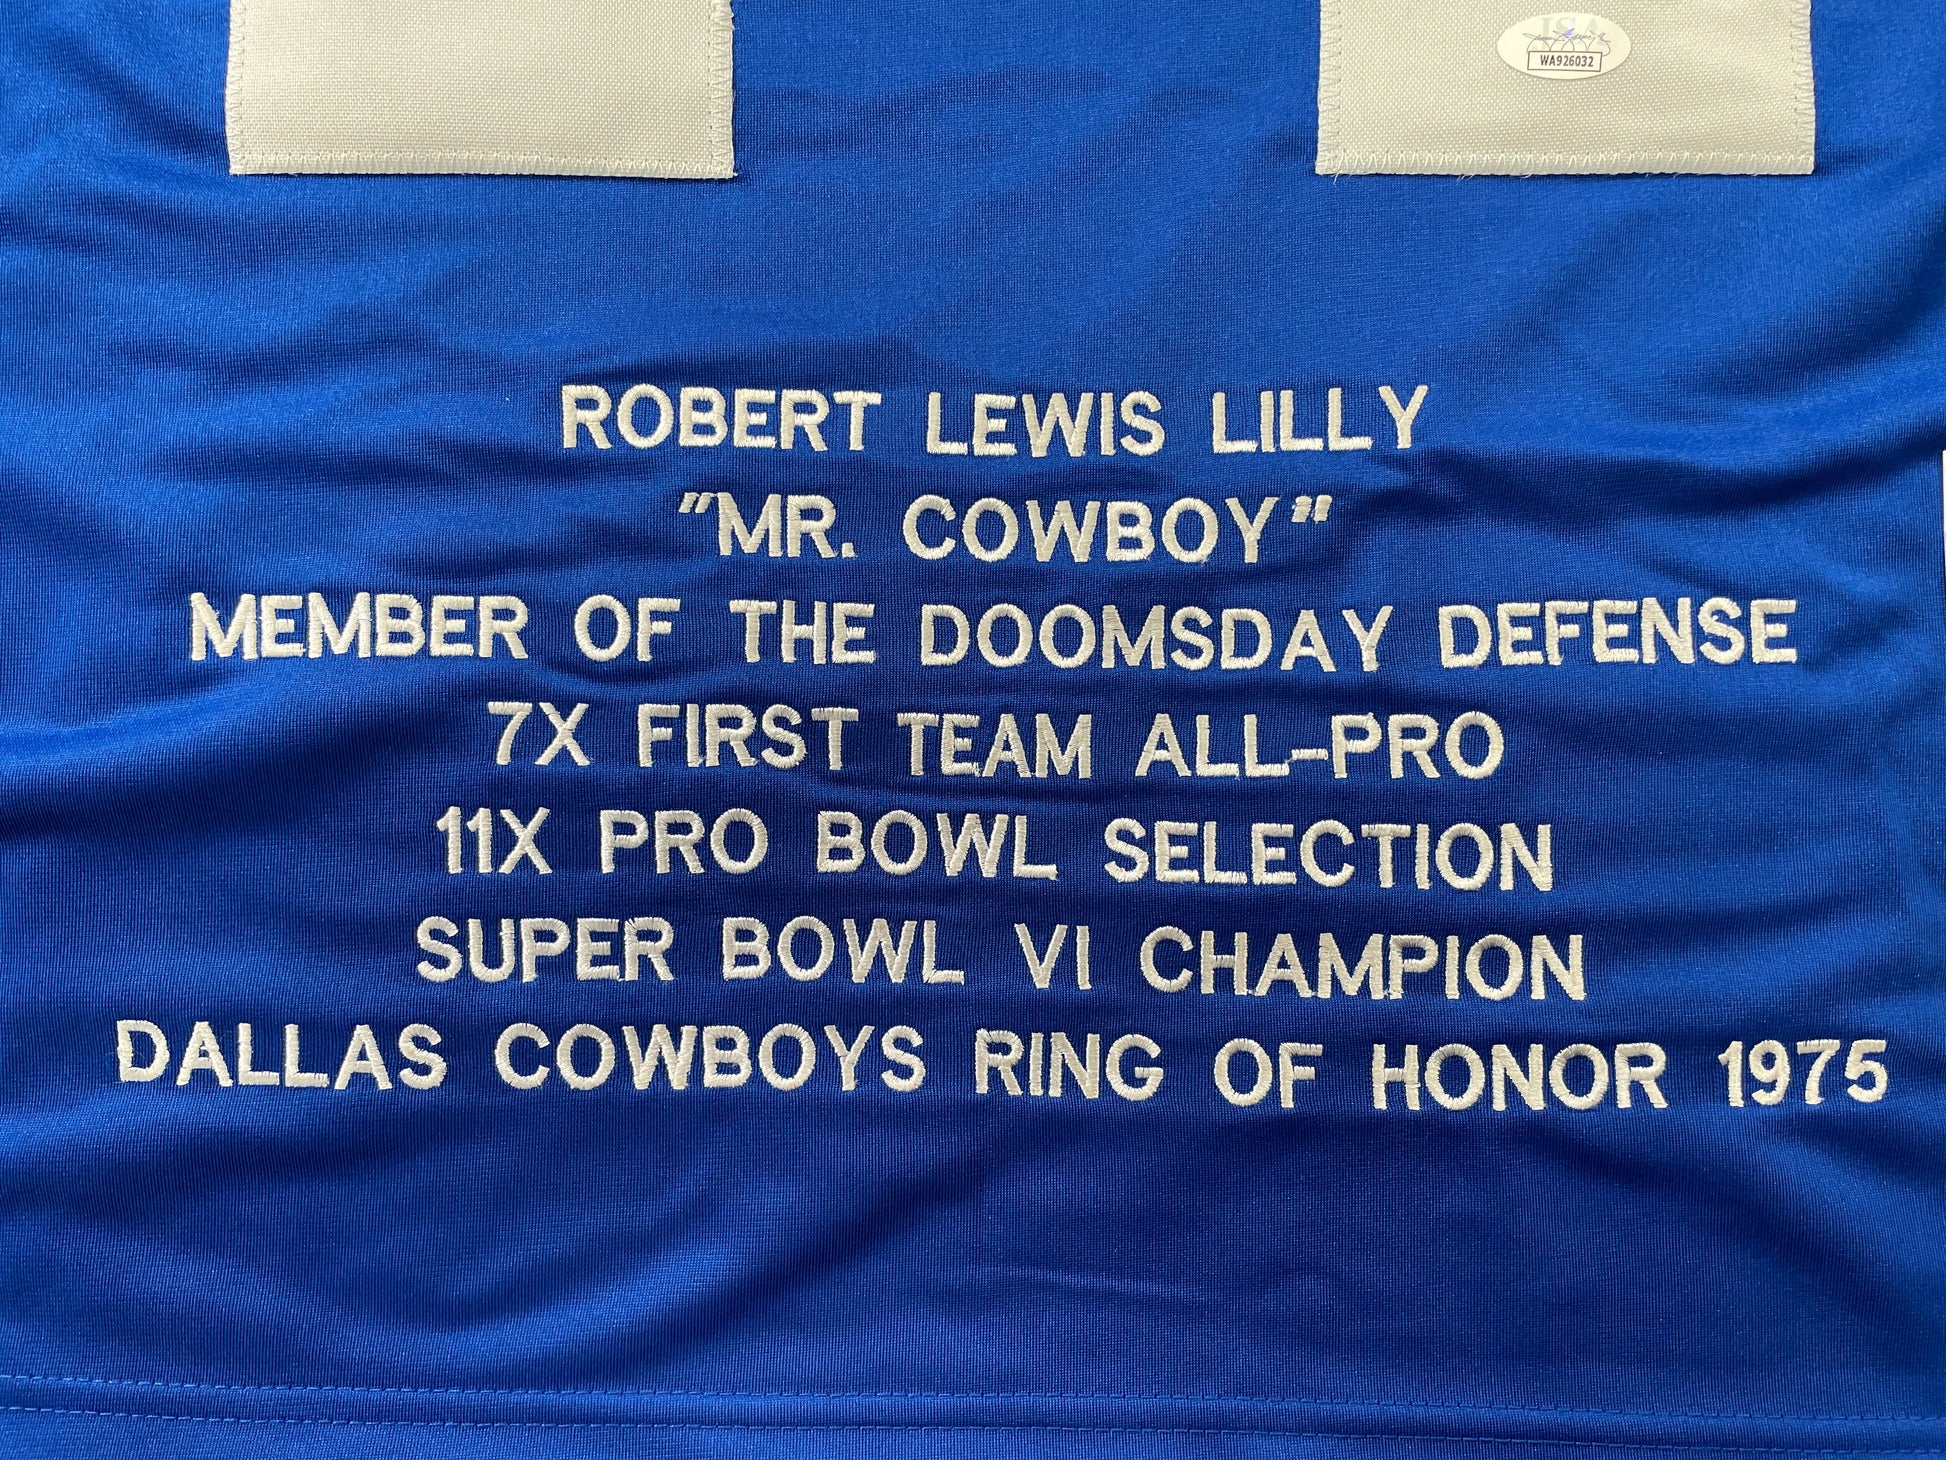 JSA
WA926032
ROBERT LEWIS LILLY
"MR. COWBOY"
MEMBER OF THE DOOMSDAY DEFENSE
7X FIRST TEAM ALL-PRO
11X PRO BOWL SELECTION
SUPER BOWL VI CHAMPION
DALLAS COWBOYS RING OF HONOR 1975